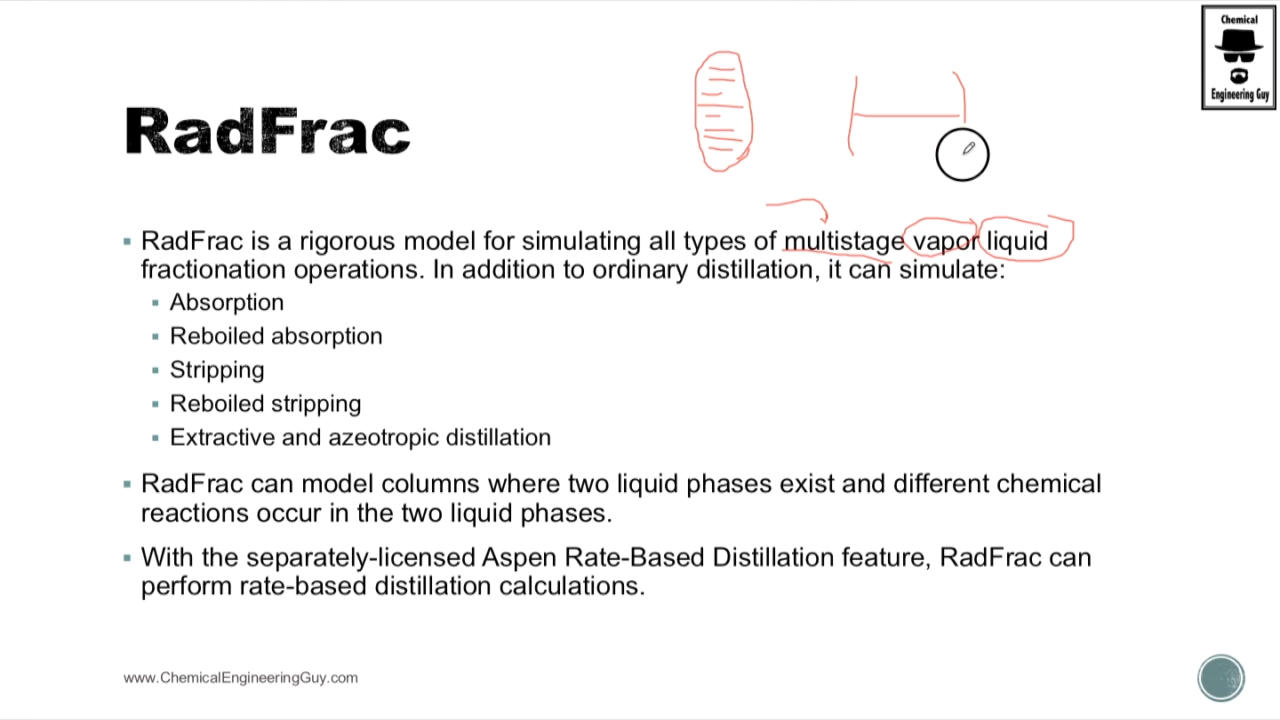 Chemical
Engineering Guy
RadFrac
RadFrac is a rigorous model for simulating all types of multistage vapor liquid
fractionation operations. In addition to ordinary distillation, it can simulate:
Absorption
Reboiled absorption
Stripping
Reboiled stripping
Extractive and azeotropic distillation
RadFrac can model columns where two liquid phases exist and different chemical
reactions occur in the two liquid phases.
With the separately-licensed Aspen Rate-Based Distillation feature, RadFrac can
perform rate-based distillation calculations.
www.ChemicalEngineeringGuy.com